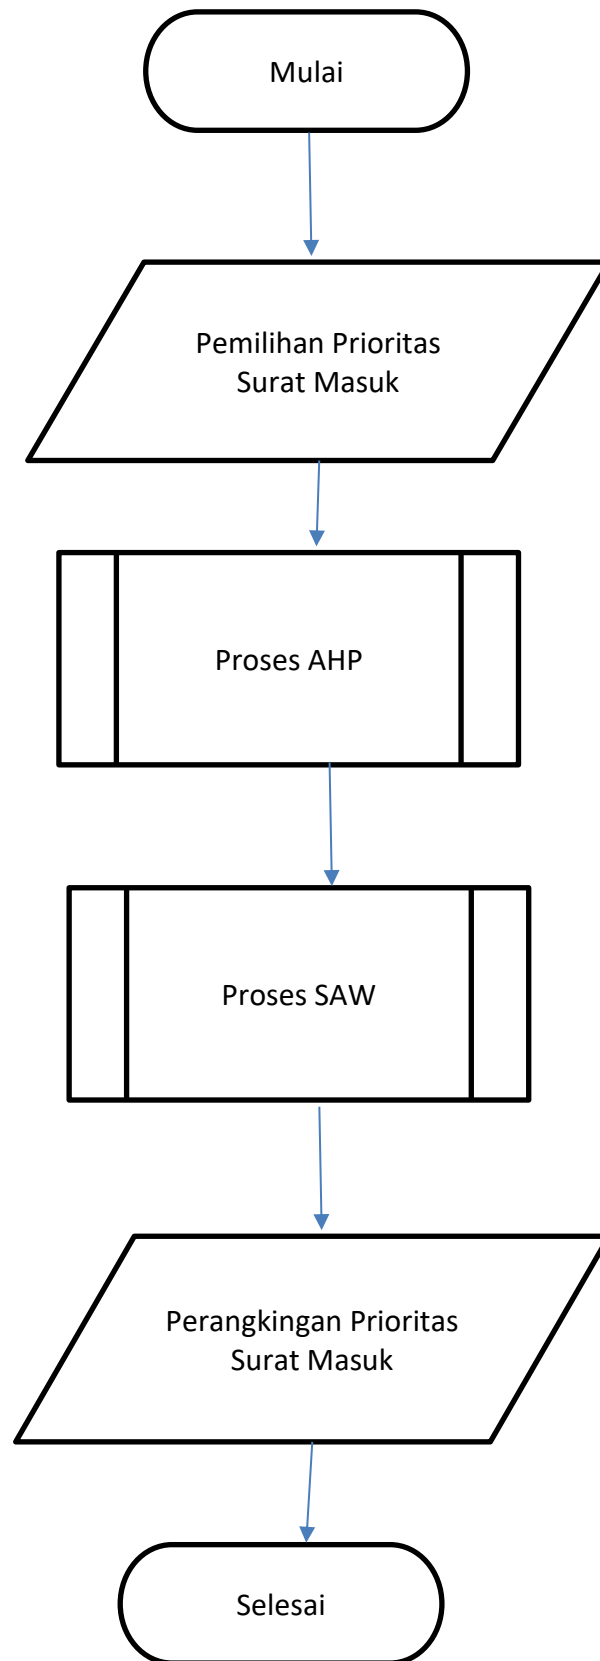 Mulai
Pemilihan Prioritas
Surat Masuk
Proses AHP
Proses SAW
Perangkingan Prioritas
Surat Masuk
Selesai